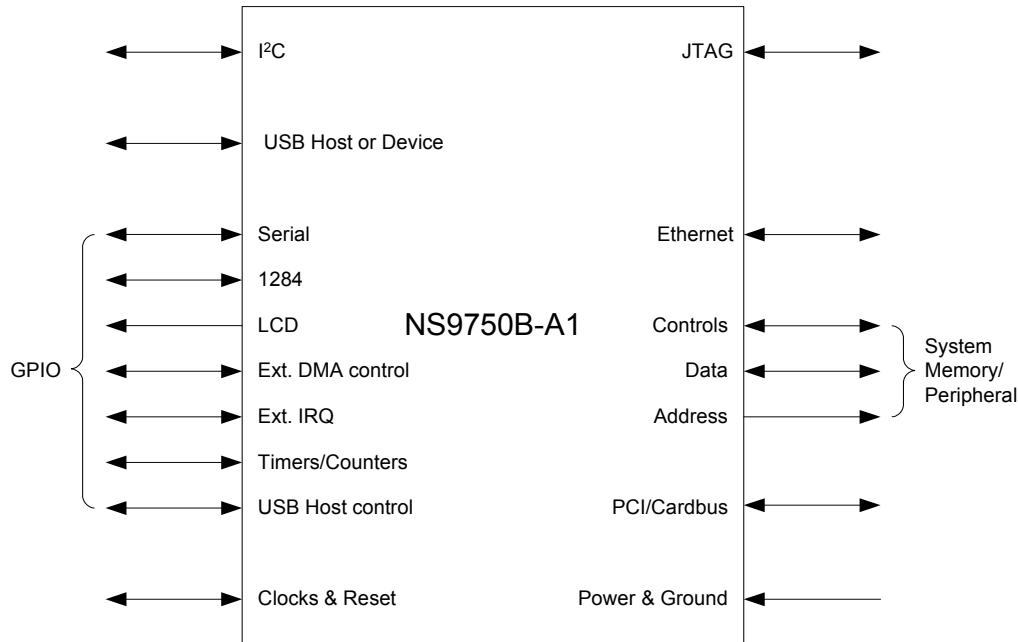 I²C
JTAG
USB Host or Device
Serial
Ethernet
1284
LCD
NS9750B-A1
Controls
GPIO
Ext. DMA control
Data
System
Memory/
Peripheral
Ext. IRQ
Address
Timers/Counters
USB Host control
PCI/Cardbus
Clocks & Reset
Power & Ground